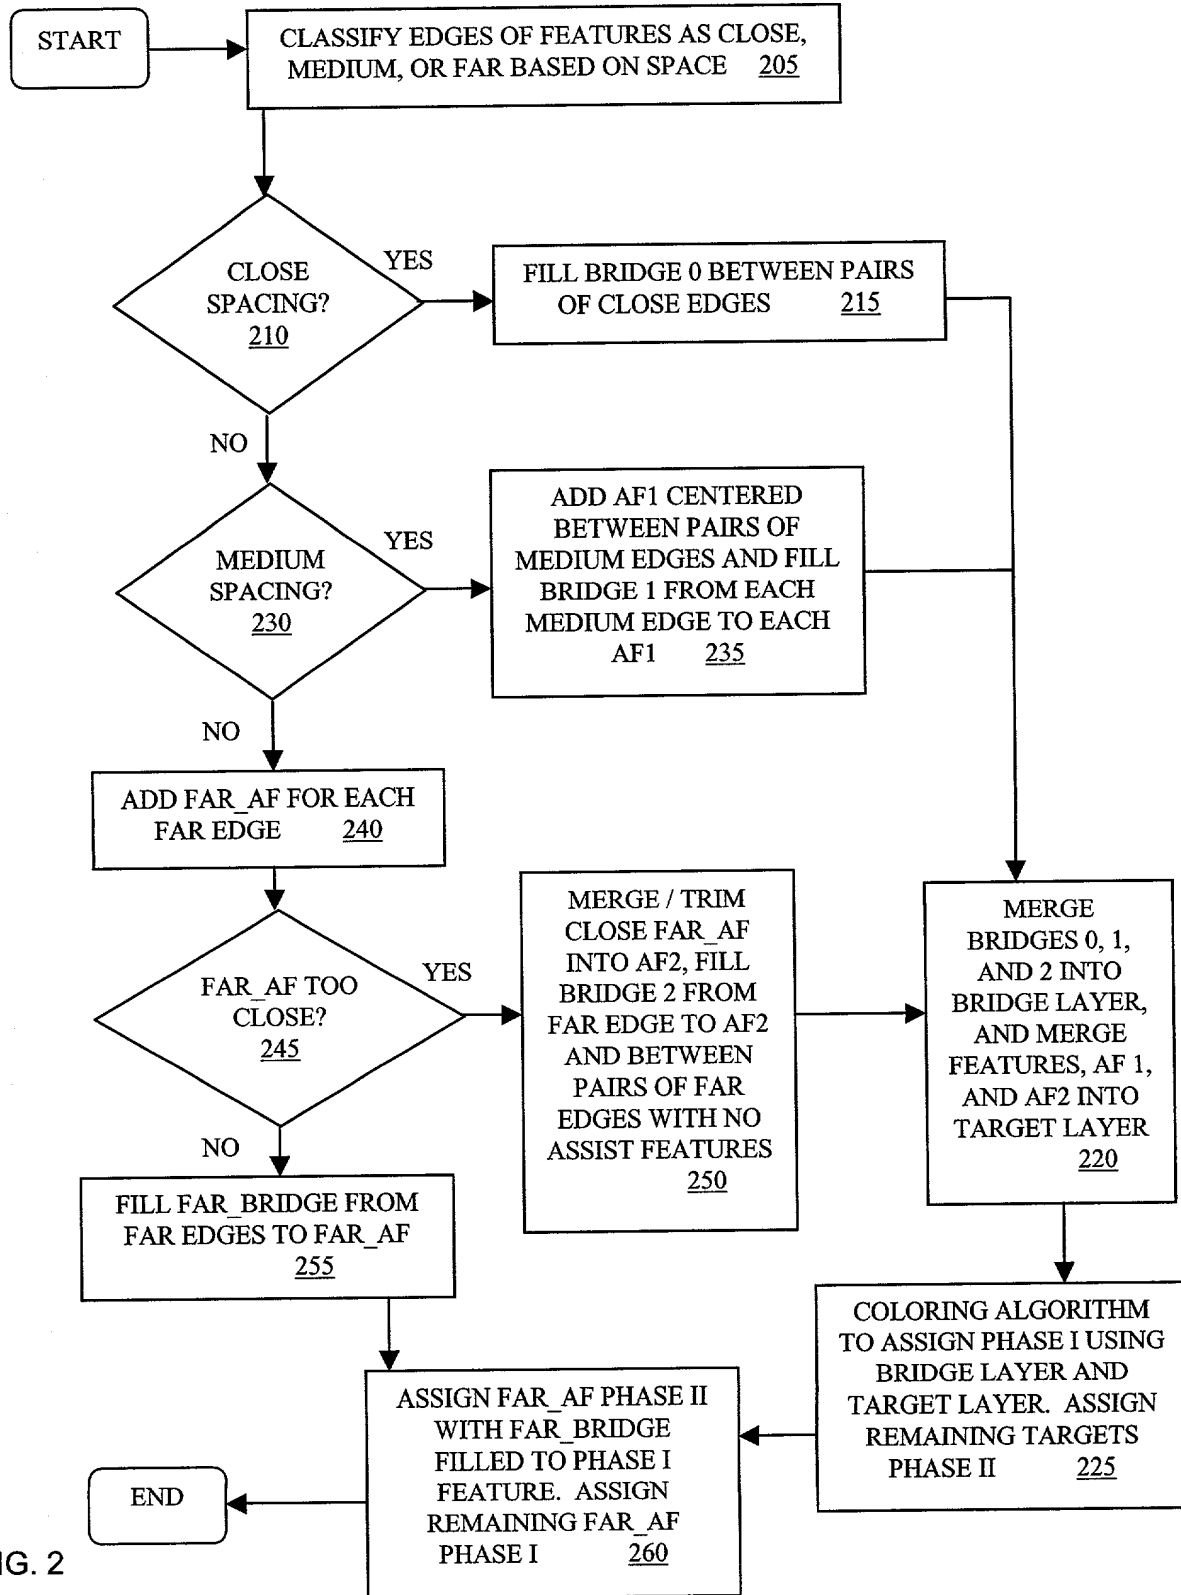 START
CLASSIFY EDGES OF FEATURES AS CLOSE,
MEDIUM, OR FAR BASED ON SPACE 205
CLOSE
SPACING?
210
YES
FILL BRIDGE 0 BETWEEN PAIRS
OF CLOSE EDGES 215
NO
MEDIUM
SPACING?
230
YES
ADD AF1 CENTERED
BETWEEN PAIRS OF
MEDIUM EDGES AND FILL
BRIDGE 1 FROM EACH
MEDIUM EDGE TO EACH
AF1 235
NO
ADD FAR_AF FOR EACH
FAR EDGE 240
FAR_AF TOO
CLOSE?
245
YES
MERGE / TRIM
CLOSE FAR_AF
INTO AF2, FILL
BRIDGE 2 FROM
FAR EDGE TO AF2
AND BETWEEN
PAIRS OF FAR
EDGES WITH NO
ASSIST FEATURES
250
MERGE
BRIDGES 0, 1,
AND 2 INTO
BRIDGE LAYER,
AND MERGE
FEATURES, AF 1,
AND AF2 INTO
TARGET LAYER
220
NO
FILL FAR_BRIDGE FROM
FAR EDGES TO FAR_AF
255
COLORING ALGORITHM
TO ASSIGN PHASE I USING
BRIDGE LAYER AND
TARGET LAYER. ASSIGN
REMAINING TARGETS
PHASE II 225
ASSIGN FAR_AF PHASE II
WITH FAR_BRIDGE
FILLED TO PHASE I
FEATURE. ASSIGN
REMAINING FAR_AF
PHASE I 260
END
IG. 2